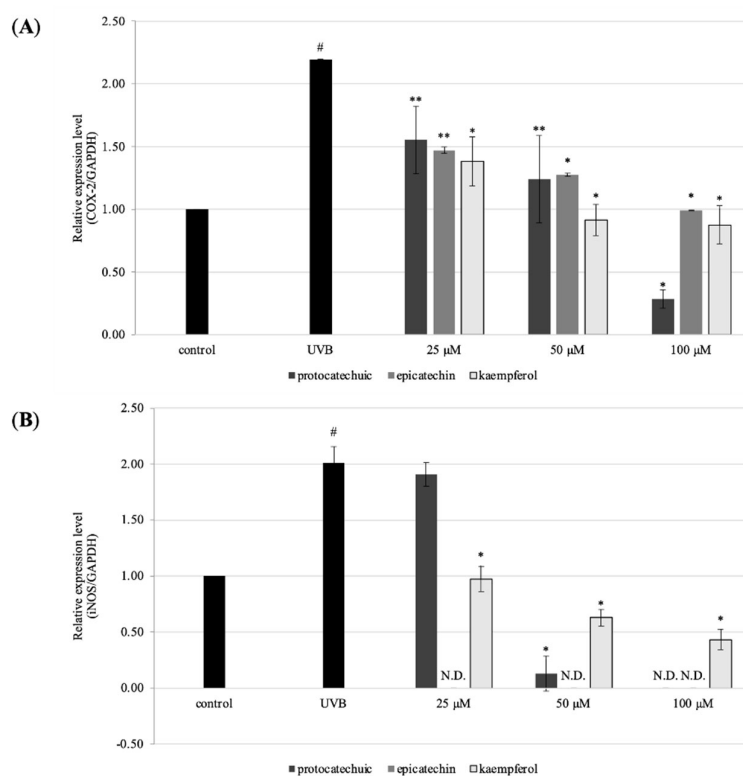 (A)
Relative expression level
(COX-2/GAPDH)
2.50
2.00
1.50
1.00
0.50
0.00
#
** ** *
** * *
* * *
control UVB 25 μM 50 μM 100 μM
protocatechuic epicatechin kaempferol
(B)
Relative expression level
(iNOS/GAPDH)
2.50
2.00
1.50
1.00
0.50
0.00
-0.50
#
N.D. *
* N.D. *
N.D. N.D. *
control UVB 25 μM 50 μM 100 μM
protocatechuic epicatechin kaempferol